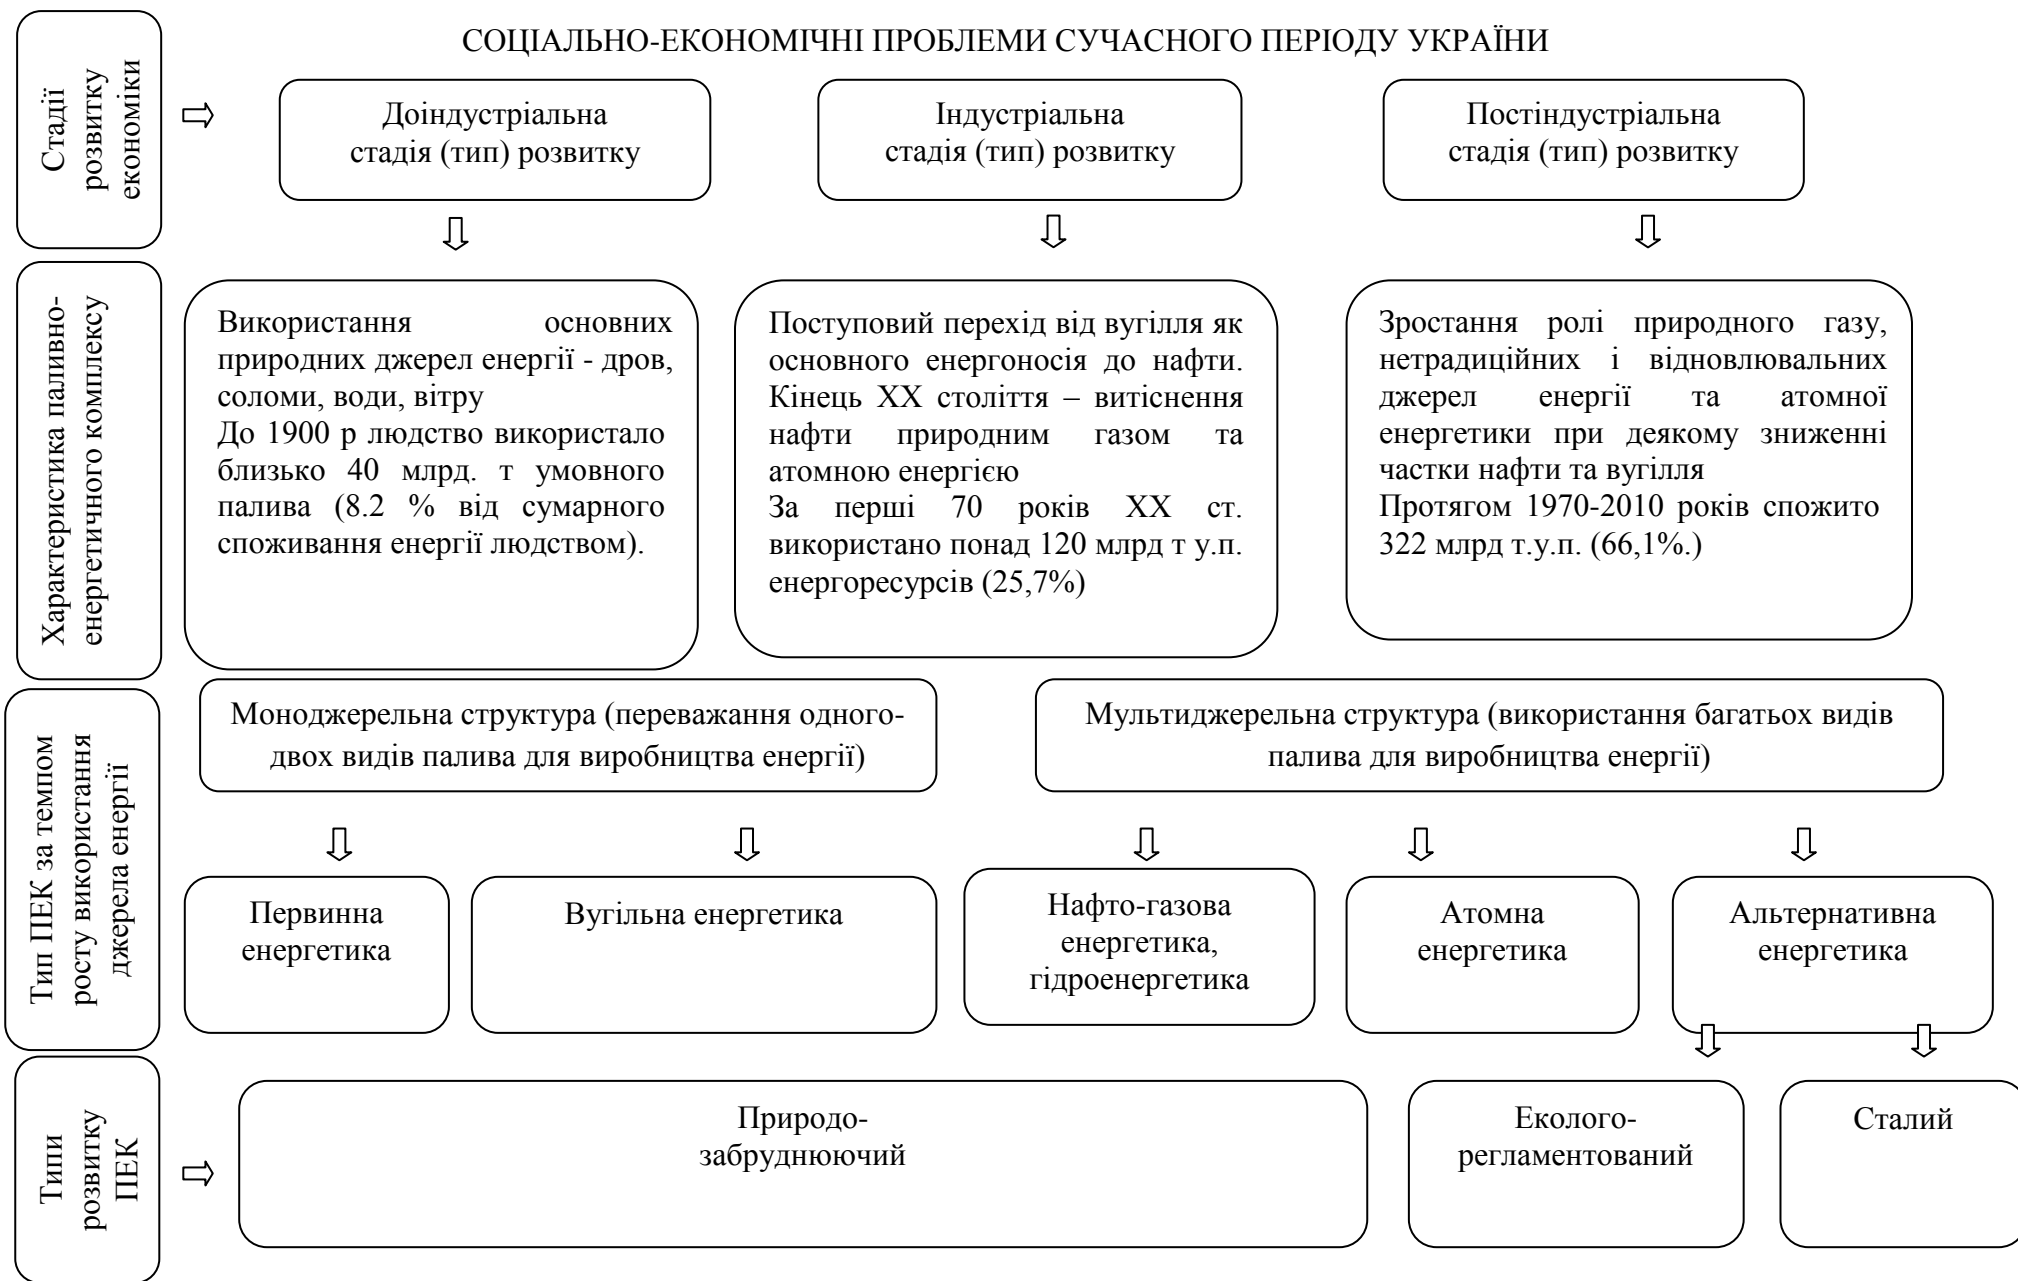 СОЦІАЛЬНО-ЕКОНОМІЧНІ ПРОБЛЕМИ СУЧАСНОГО ПЕРІОДУ УКРАЇНИ
Стадії
розвитку
економіки
Доіндустріальна
стадія (тип) розвитку
Індустріальна
стадія (тип) розвитку
Постіндустріальна
стадія (тип) розвитку
Характеристика паливно-
енергетичного комплексу
Використання основних
природних джерел енергії - дров,
соломи, води, вітру
До 1900 р людство використало
близько 40 млрд. т умовного
палива (8.2 % від сумарного
споживання енергії людством).
Поступовий перехід від вугілля як
основного енергоносія до нафти.
Кінець ХХ століття – витіснення
нафти природним газом та
атомною енергією
За перші 70 років ХХ ст.
використано понад 120 млрд т у.п.
енергоресурсів (25,7%)
Зростання ролі природного газу,
нетрадиційних і відновлювальних
джерел енергії та атомної
енергетики при деякому зниженні
частки нафти та вугілля
Протягом 1970-2010 років спожито
322 млрд т.у.п. (66,1%.)
Тип ПЕК за темпом
росту використання
джерела енергії
Моноджерельна структура (переважання одного-
двох видів палива для виробництва енергії)
Мультиджерельна структура (використання багатьох видів
палива для виробництва енергії)
Первинна
енергетика
Вугільна енергетика
Нафто-газова
енергетика,
гідроенергетика
Атомна
енергетика
Альтернативна
енергетика
Типи
розвитку
ПЕК
Природо-
забруднюючий
Еколого-
регламентований
Сталий